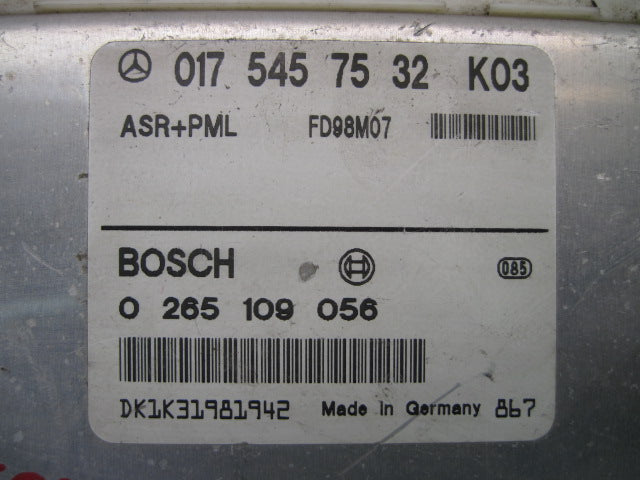 017 545 75 32 K03
ASR+PML FD98M07
BOSCH 085
0 265 109 056
DK1K31981942 Made in Germany 867